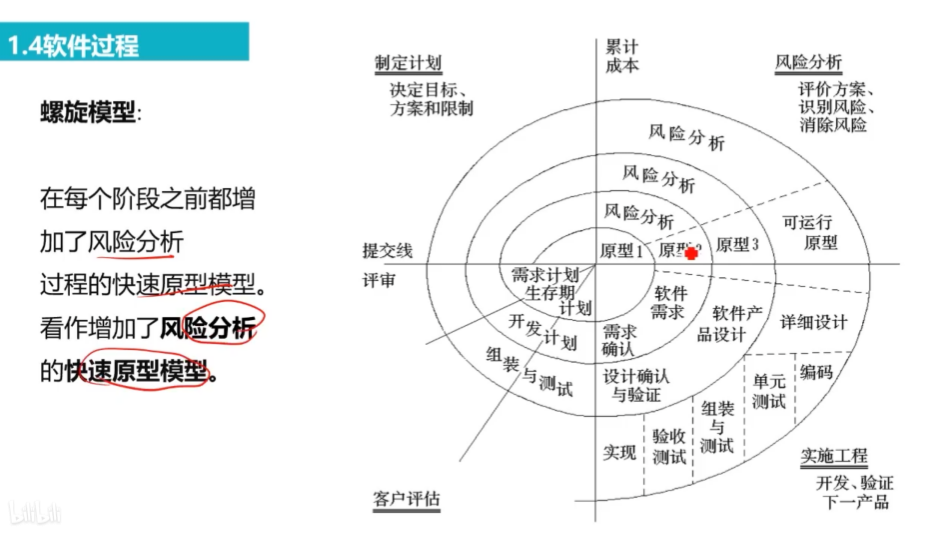 1.4软件过程
螺旋模型：
在每个阶段之前都增
加了风险分析
过程的快速原型模型。
看作增加了风险分析
的快速原型模型。
累计
成本
制定计划
决定目标、
方案和限制
风险分析
评价方案、
识别风险、
消除风险
风险分析
风险分析
风险分析
提交线
评审
原型1
原型2
原型3
可运行
原型
需求计划
生存期
计划
开发计划
组装与测试
软件
需求
需求
确认
软件产
品设计
详细设计
设计确认
与验证
实现
验收
测试
组装
与
测试
单元
测试
编码
客户评估
实施工程
开发、验证
下一产品
bilibili